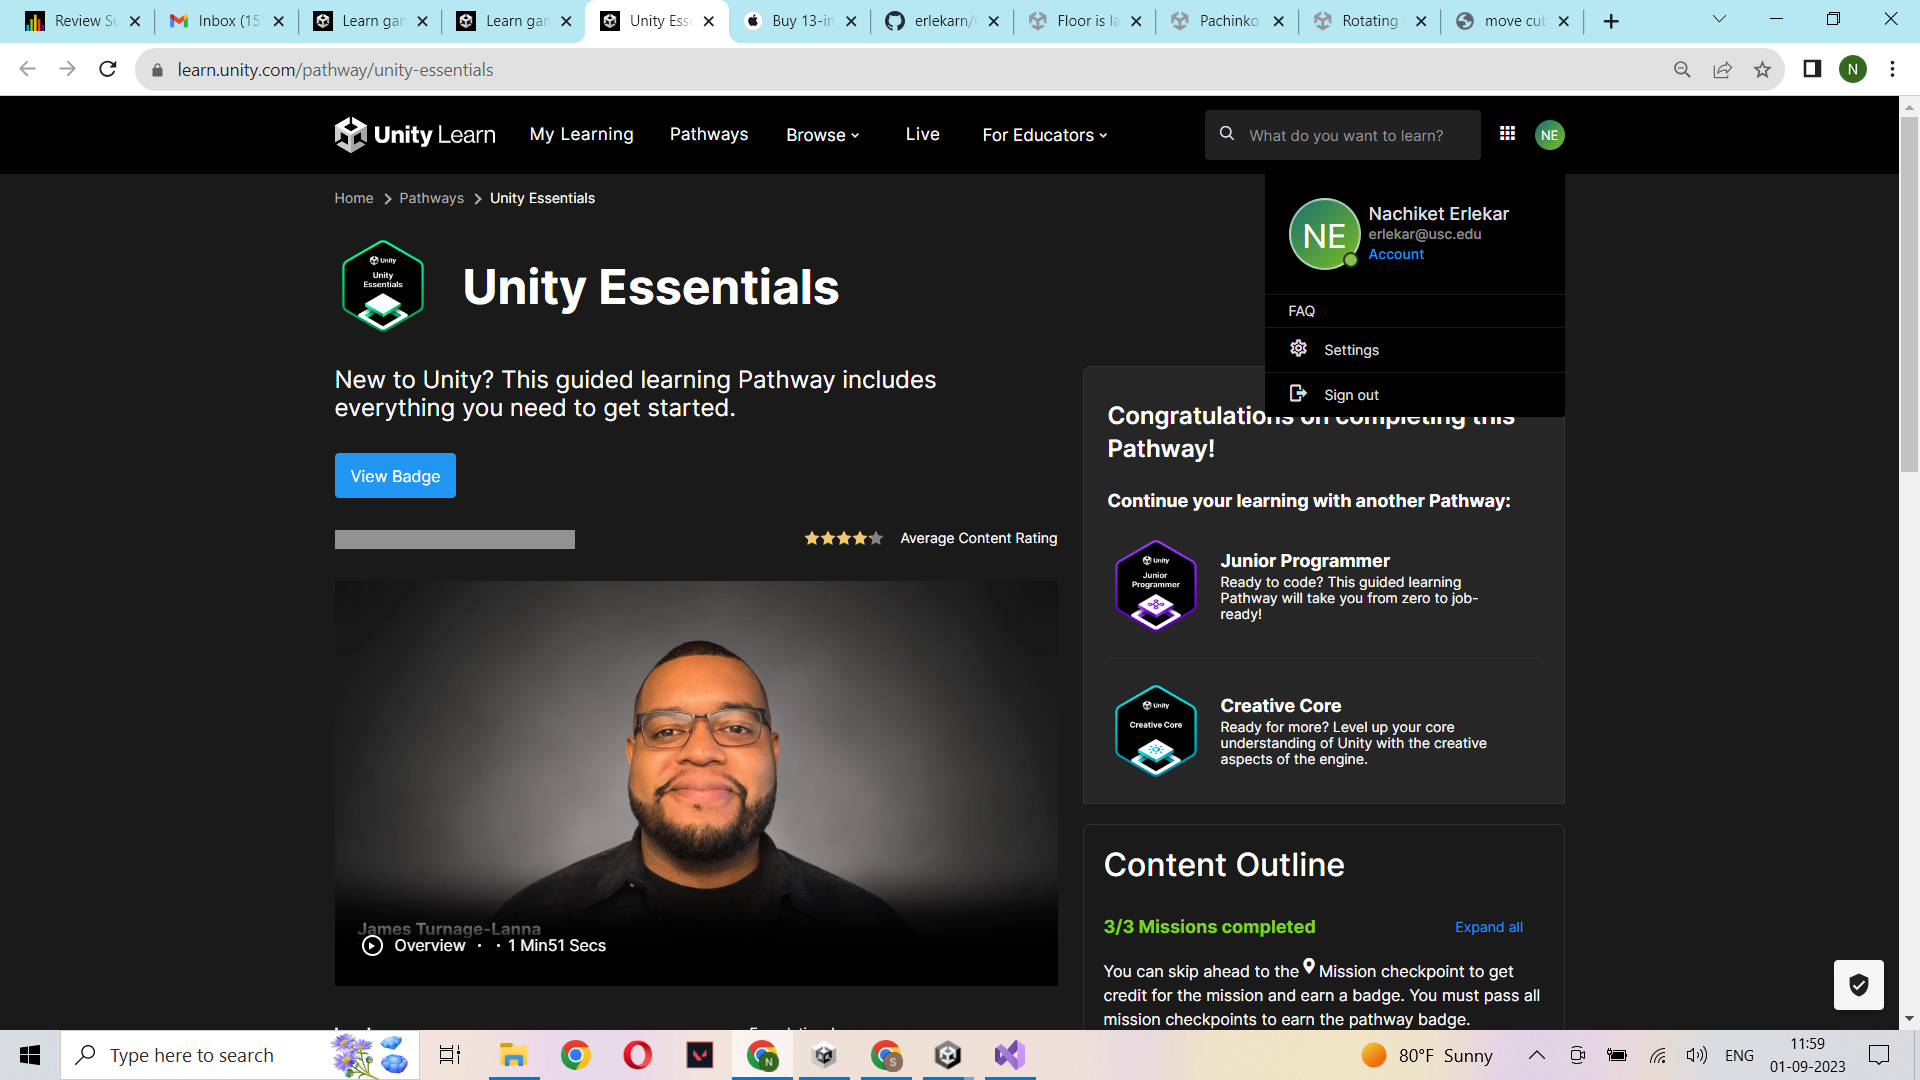 Review Su
Inbox (15
Learn gam
Learn gam
Unity Esse
Buy 13-in
erlekarn/
Floor is la
Pachinko
Rotating
move cub
learn.unity.com/pathway/unity-essentials
N
Unity Learn
My Learning
Pathways
Browse
Live
For Educators
What do you want to learn?
NE
Home
Pathways
Unity Essentials
NE
Nachiket Erlekar
erlekar@usc.edu
Account
FAQ
Settings
Sign out
Unity
Unity
Essentials
Unity Essentials
New to Unity? This guided learning Pathway includes
everything you need to get started.
View Badge
Average Content Rating
James Turnage-Lanna
Overview · · 1 Min51 Secs
Congratulations on completing this
Pathway!
Continue your learning with another Pathway:
Unity
Junior
Programmer
Junior Programmer
Ready to code? This guided learning
Pathway will take you from zero to job-
ready!
Unity
Creative Core
Creative Core
Ready for more? Level up your core
understanding of Unity with the creative
aspects of the engine.
Content Outline
3/3 Missions completed
Expand all
You can skip ahead to the Mission checkpoint to get
credit for the mission and earn a badge. You must pass all
mission checkpoints to earn the pathway badge.
Type here to search
N
S
80°F Sunny
ENG
11:59
01-09-2023